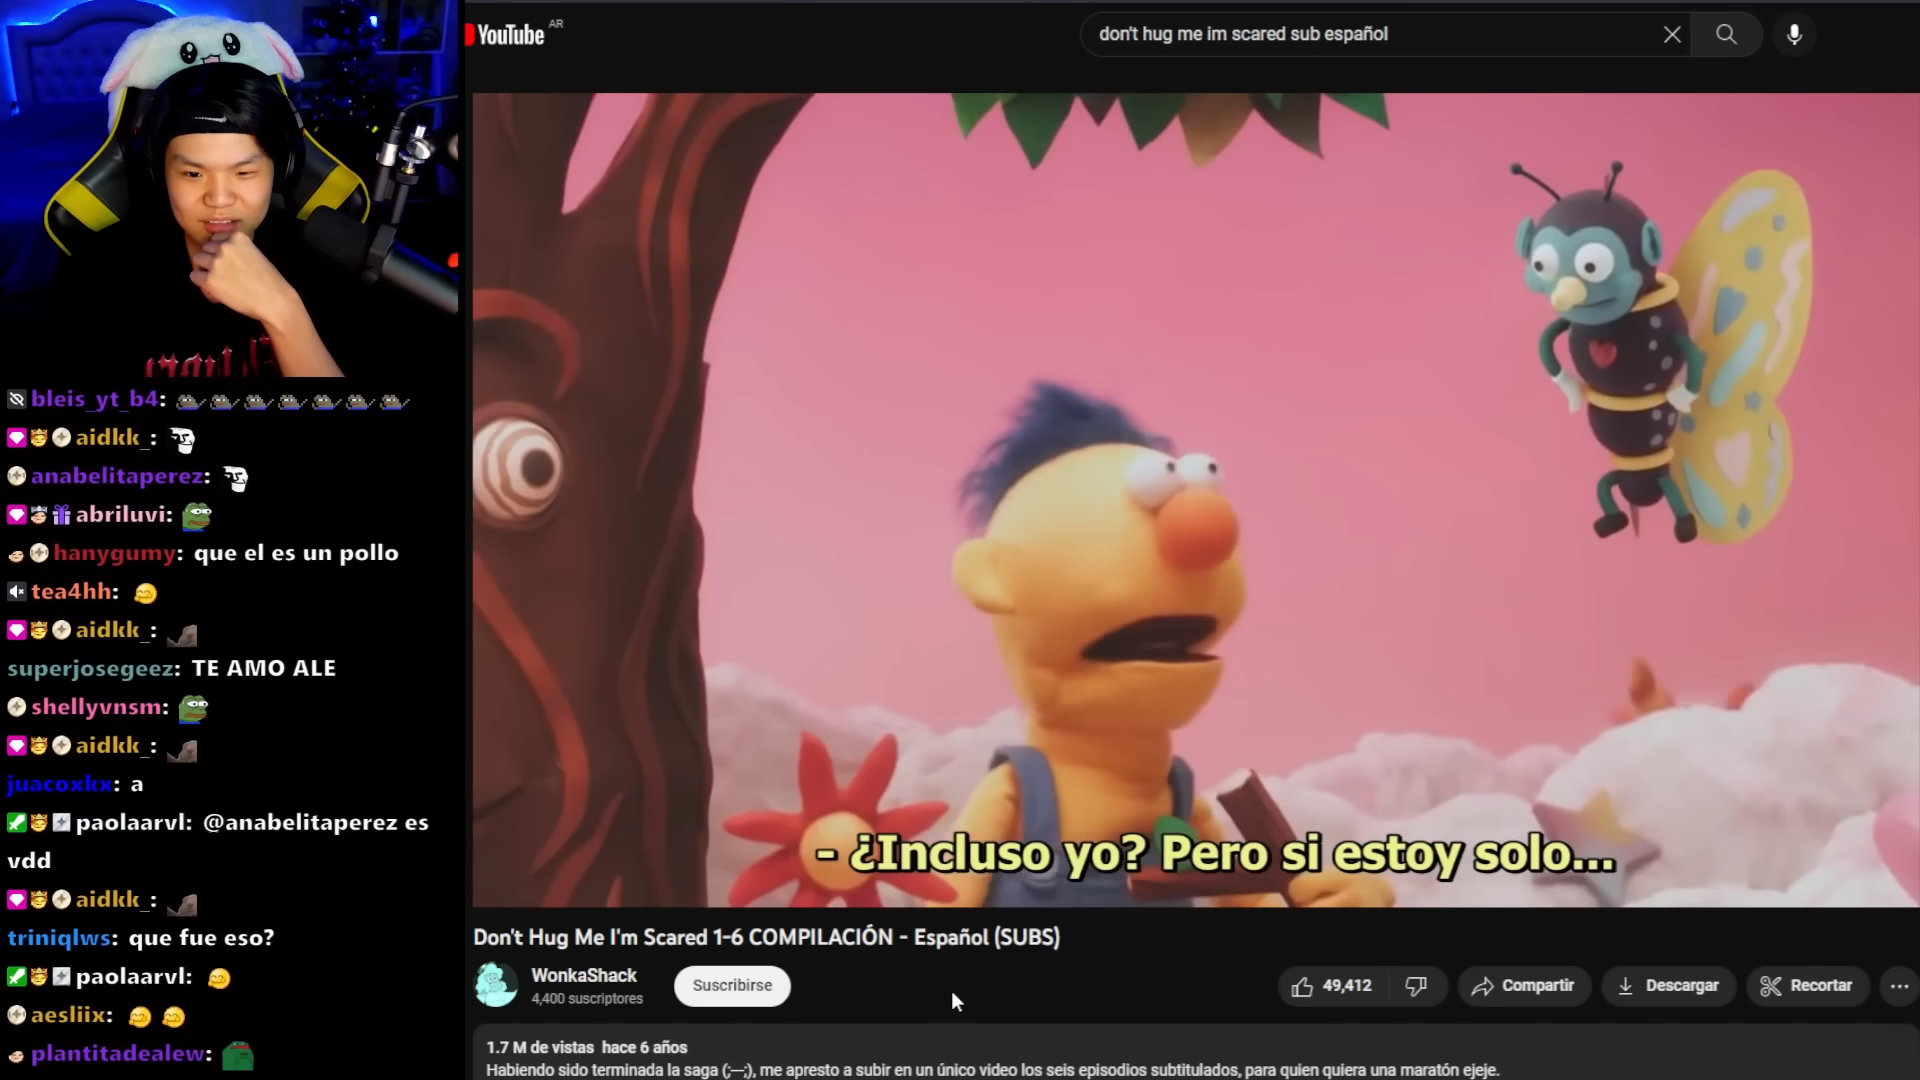 YouTube AR
don't hug me im scared sub español
bleis_yt_b4:
aidkk_:
anabelitaperez:
abriluvi:
hanygumy: que el es un pollo
tea4hh:
aidkk_:
superjosegeez: TE AMO ALE
shellyvnsm:
aidkk_:
juacoxkx: a
paolaarvl: @anabelitaperez es
vdd
aidkk_:
triniqlws: que fue eso?
paolaarvl:
aesliix:
plantitadealew:
- ¿Incluso yo? Pero si estoy solo...
Don't Hug Me I'm Scared 1-6 COMPILACIÓN - Español (SUBS)
WonkaShack
4,400 suscriptores
Suscribirse
49,412
Compartir
Descargar
Recortar
1.7 M de vistas hace 6 años
Habiendo sido terminada la saga (;—;), me apresto a subir en un único video los seis episodios subtitulados, para quien quiera una maratón ejeje.